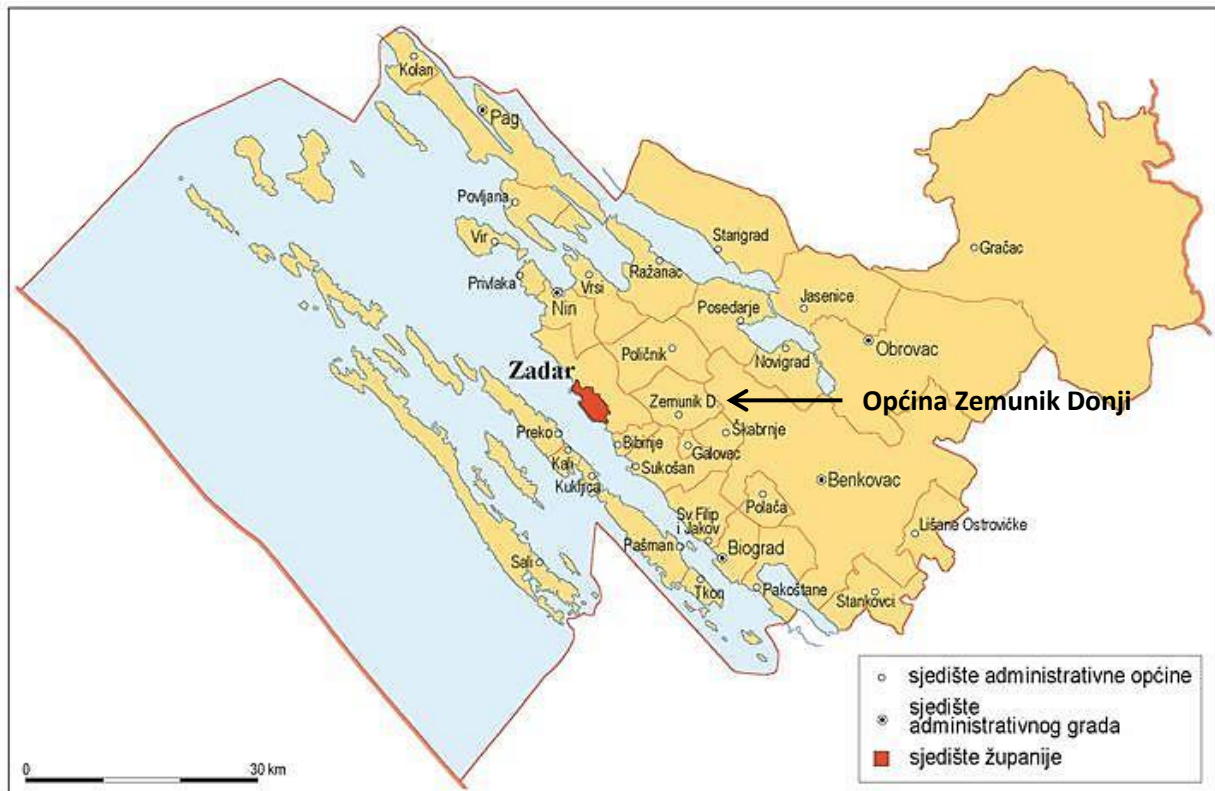 Kolan
Pag
Povljana
Vir
Privlaka
Nin
Vrsi
Ražanac
Starigrad
Gračac
Posedarje
Jasenice
Obrovac
Novigrad
Poličnik
Zadar
Zemunik D.
Općina Zemunik Donji
Preko
Bibinje
Škabrnje
Galovac
Kali
Sukošan
Kukljica
Benkovac
Polača
Sv Filip
i Jakov
Lišane Ostrovičke
Pašman
Biograd
Sali
Tkon
Pakoštane
Stankovci
sjedište administrativne općine
sjedište
administrativnog grada
sjedište županije
0 30 km